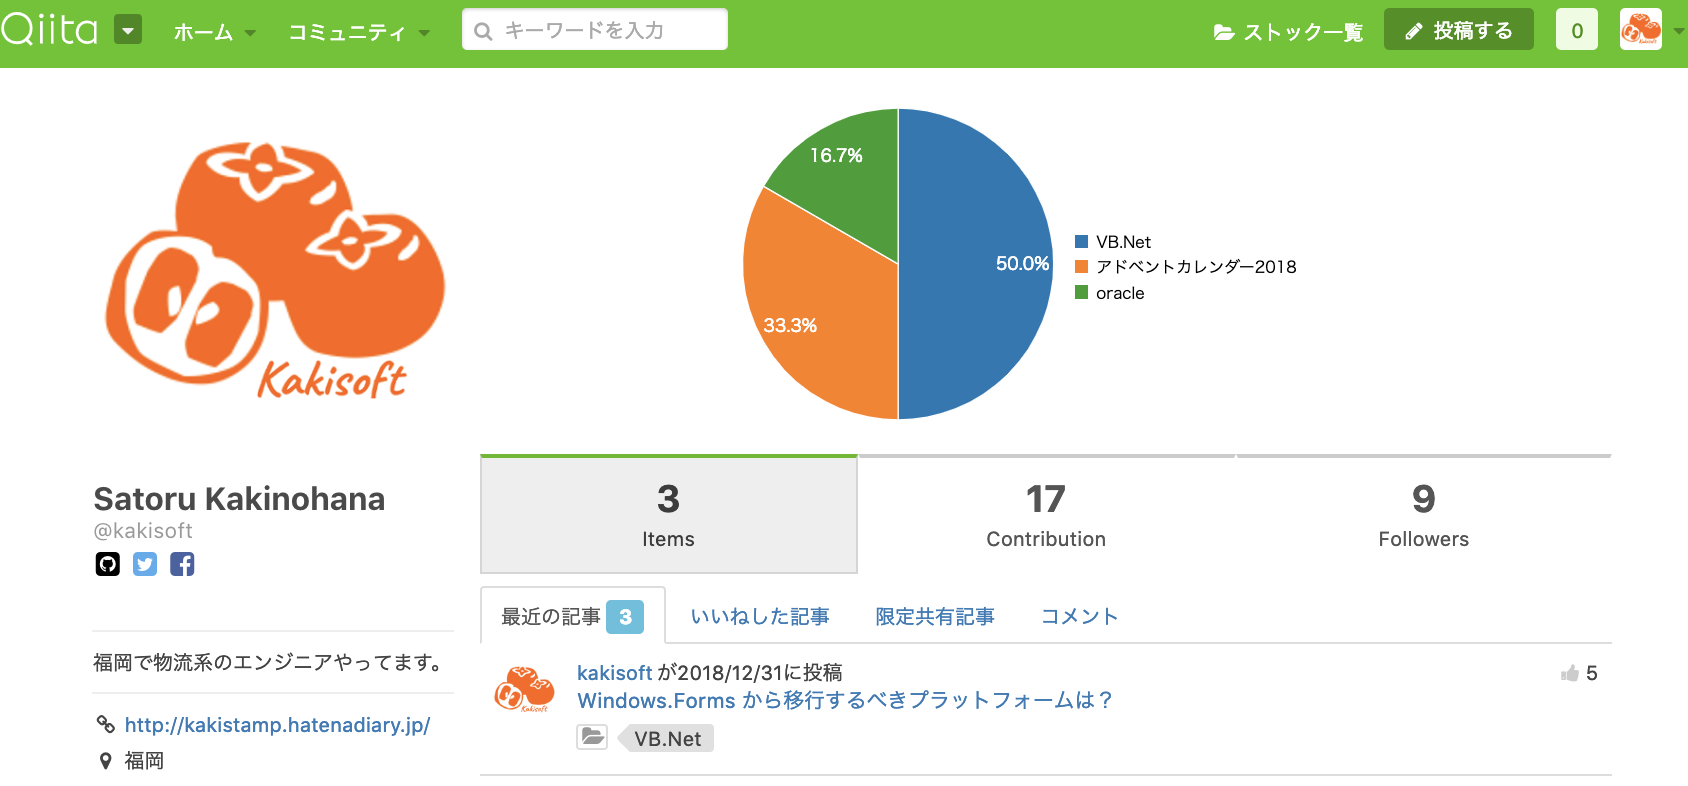 Qiita ホーム コミュニティ キーワードを入力 ストック一覧 投稿する 0
16.7%
50.0%
33.3%
VB.Net
アドベントカレンダー2018
oracle
Kakisoft
Satoru Kakinohana
@kakisoft
福岡で物流系のエンジニアやってます。
http://kakistamp.hatenadiary.jp/
福岡
3 17 9
Items Contribution Followers
最近の記事 3 いいねした記事 限定共有記事 コメント
kakisoft が2018/12/31に投稿 5
Windows.Forms から移行するべきプラットフォームは？
Kakisoft
VB.Net